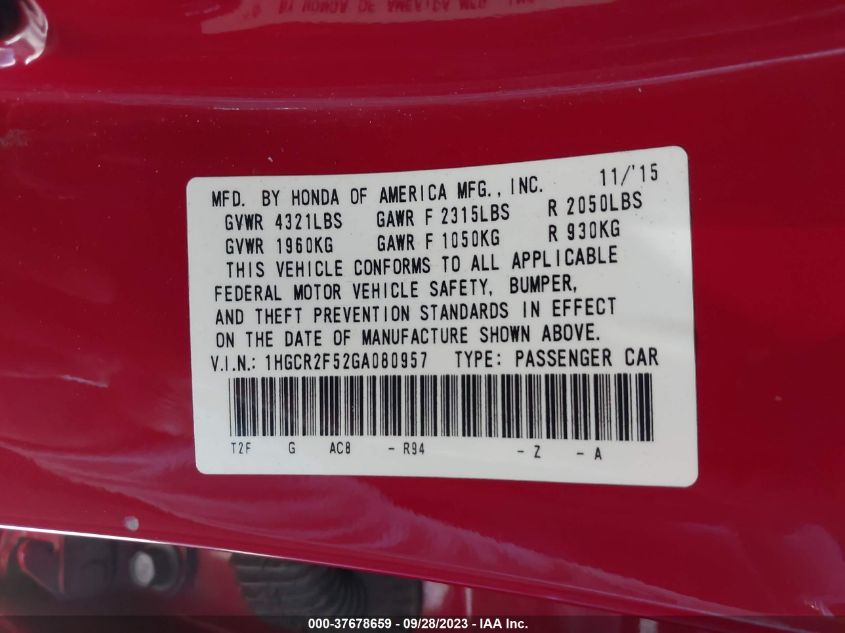 MFD. BY HONDA OF AMERICA MFG., INC. 11/'15
GVWR 4321LBS GAWR F 2315LBS R 2050LBS
GVWR 1960KG GAWR F 1050KG R 930KG
THIS VEHICLE CONFORMS TO ALL APPLICABLE
FEDERAL MOTOR VEHICLE SAFETY, BUMPER,
AND THEFT PREVENTION STANDARDS IN EFFECT
ON THE DATE OF MANUFACTURE SHOWN ABOVE.
V.I.N.: 1HGCR2F52GA080957 TYPE: PASSENGER CAR
T2F G AC8 - R94 - Z - A
000-37678659 - 09/28/2023 - IAA Inc.